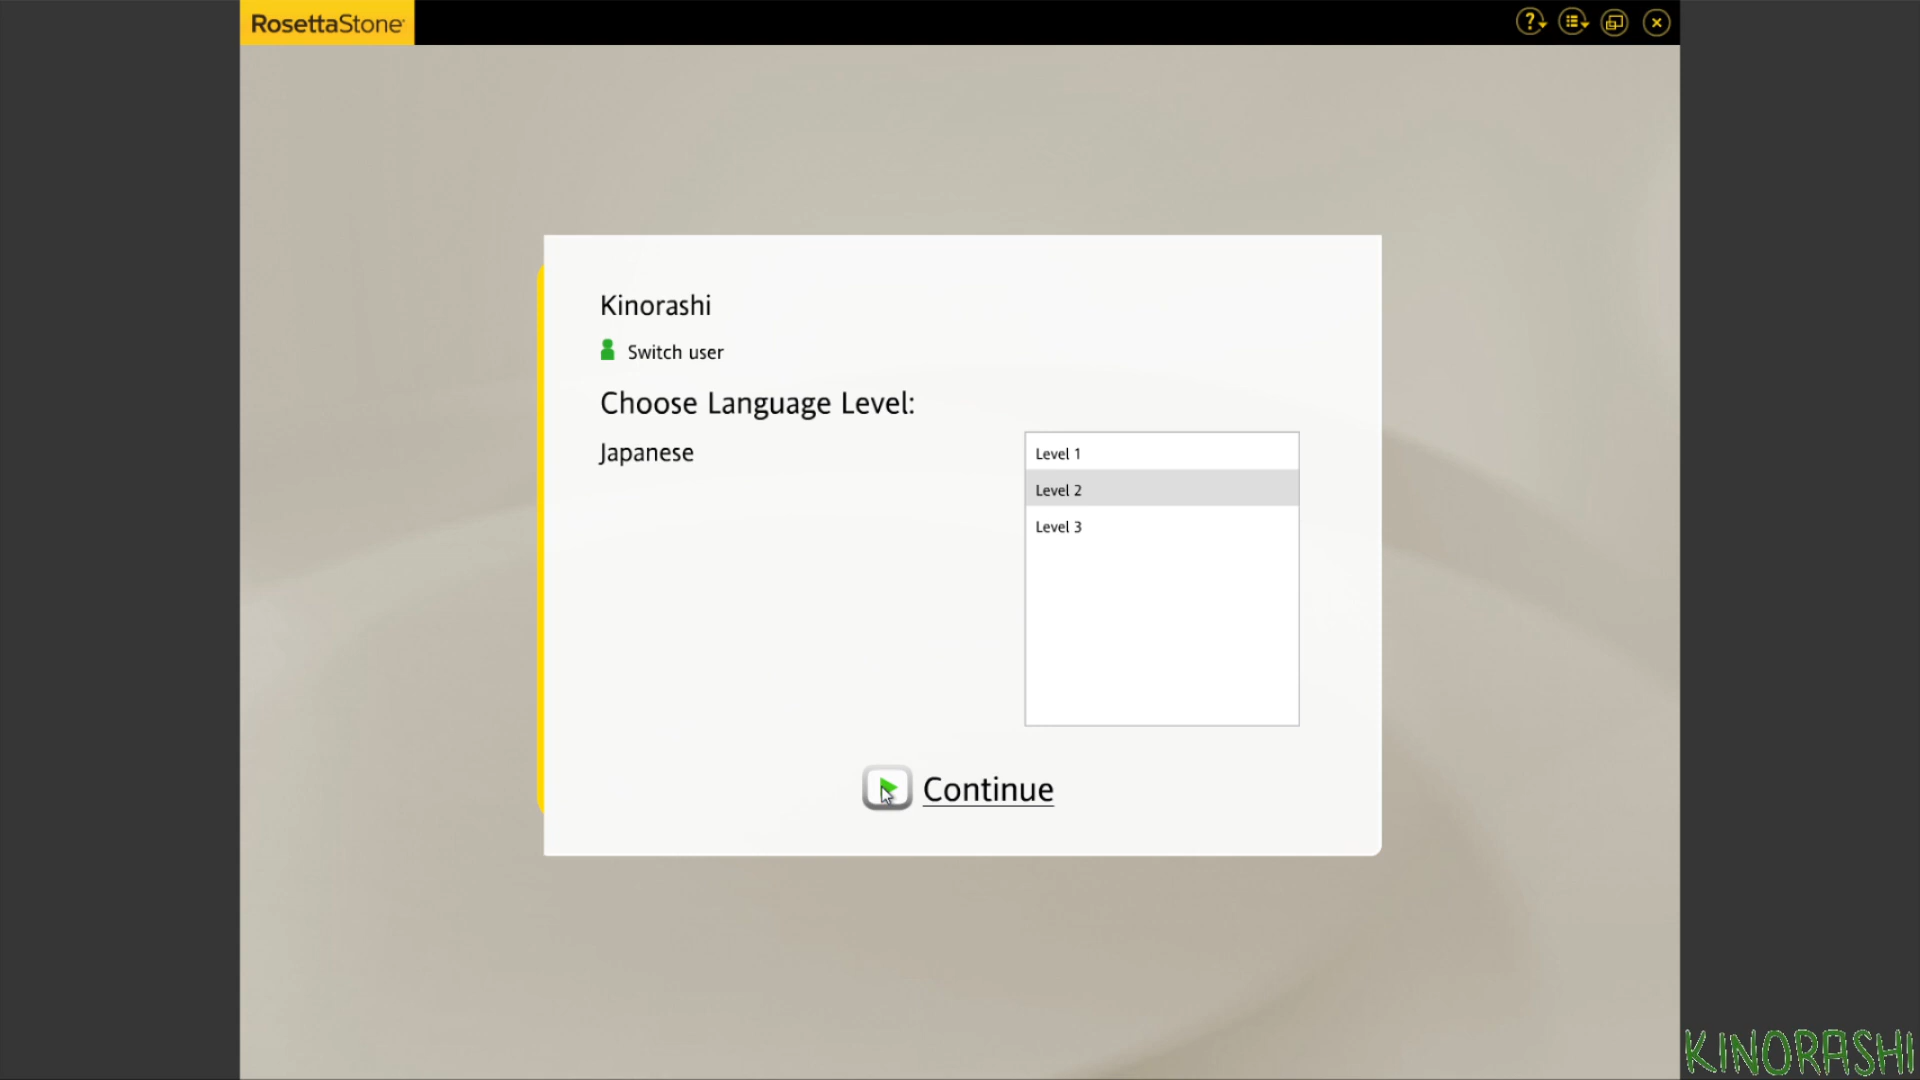 RosettaStone
Kinorashi
Switch user
Choose Language Level:
Japanese
Level 1
Level 2
Level 3
Continue
KINORASHI